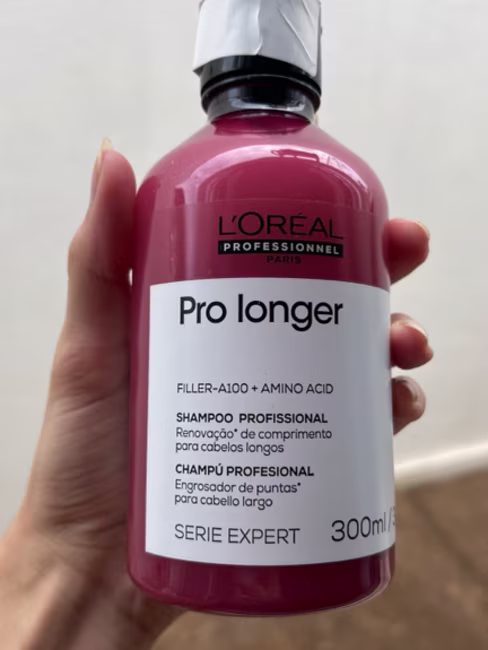 L'ORÉAL
PROFESSIONNEL
PARIS
Pro longer
FILLER-A100 + AMINO ACID
SHAMPOO PROFISSIONAL
Renovação* de comprimento
para cabelos longos
CHAMPÚ PROFESIONAL
Engrosador de puntas*
para cabello largo
SERIE EXPERT
300ml/